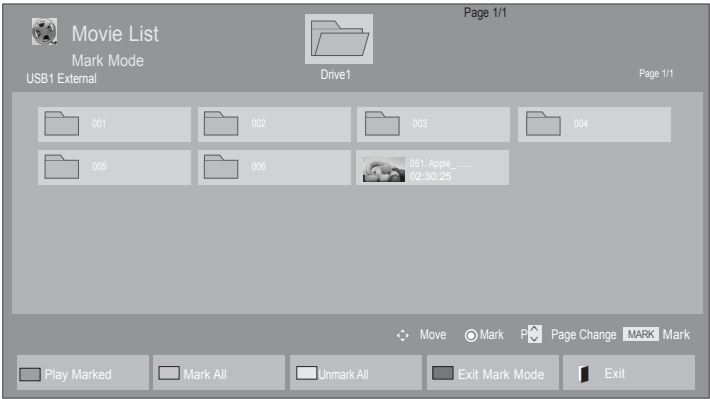 Page 1/1
Movie List
Mark Mode
USB1 External
Drive1
Page 1/1
001
002
003
004
005
006
051. Apple_ ......
02:30:25
Move
Mark
P
Page Change
MARK
Mark
Play Marked
Mark All
Unmark All
Exit Mark Mode
Exit